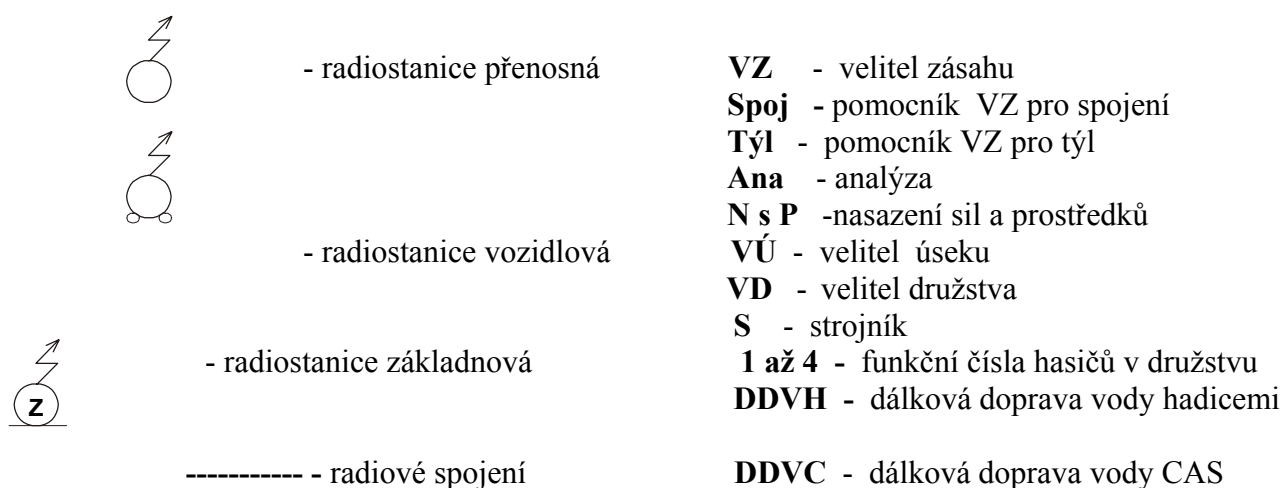 - radiostanice přenosná
VZ - velitel zásahu
Spoj - pomocník VZ pro spojení
Týl - pomocník VZ pro týl
Ana - analýza
N s P -nasazení sil a prostředků
- radiostanice vozidlová
VÚ - velitel úseku
VD - velitel družstva
S - strojník
- radiostanice základnová
1 až 4 - funkční čísla hasičů v družstvu
Z
DDVH - dálková doprava vody hadicemi
----------- - radiové spojení
DDVC - dálková doprava vody CAS